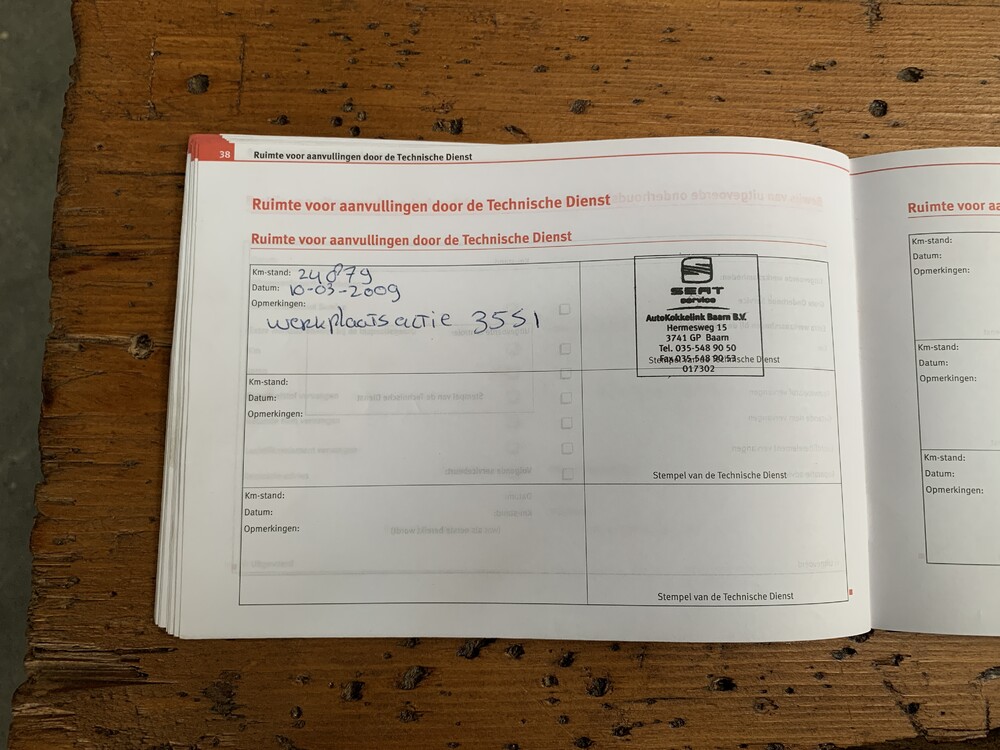 38 Ruimte voor aanvullingen door de Technische Dienst
Ruimte voor aanvullingen door de Technische Dienst
Ruimte voor aanvullingen door de Technische Dienst
Km-stand: 24879
Datum: 10-03-2009
Opmerkingen:
werkplaatsactie 35S1
SEAT
service
AutoKokkelink Baarn B.V.
Hermesweg 15
3741 GP Baarn
Tel. 035-548 90 50
Fax 035-548 90 53
017302
Stempel van de Technische Dienst
Km-stand:
Datum:
Opmerkingen:
Stempel van de Technische Dienst
Km-stand:
Datum:
Opmerkingen:
Stempel van de Technische Dienst
Ruimte voor
Km-stand:
Datum:
Opmerkingen:
Km-stand:
Datum:
Opmerkingen:
Km-stand:
Datum:
Opmerkingen: